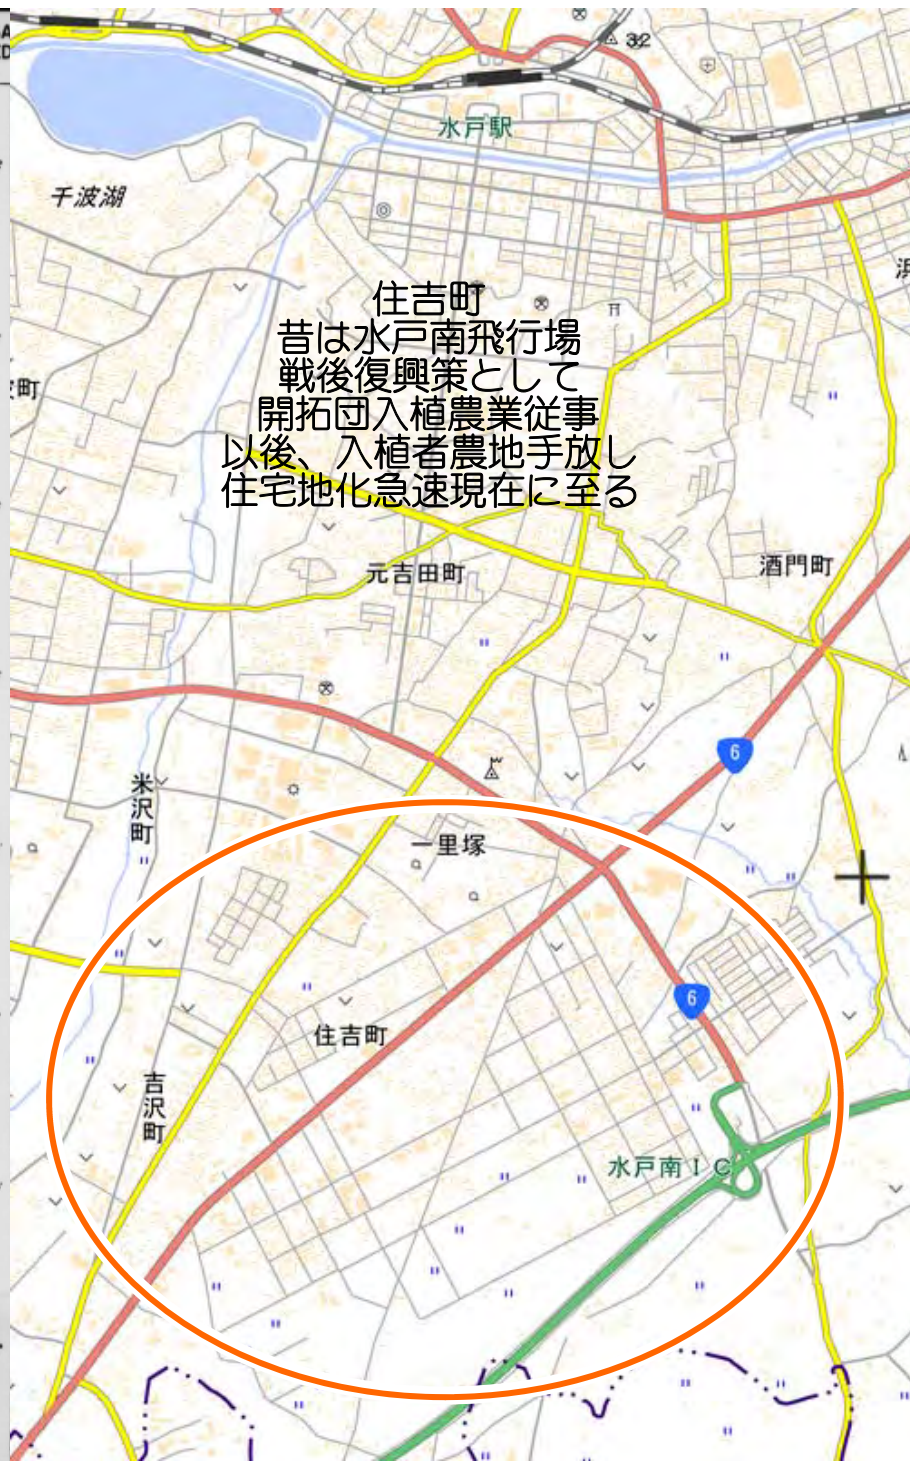 32
水戸駅
千波湖
住吉町
昔は水戸南飛行場
戦後復興策として
開拓団入植農業従事
以後、入植者農地手放し
住宅地化急速現在に至る
町
元吉田町
酒門町
6
米沢町
一里塚
6
住吉町
吉沢町
水戸南IC